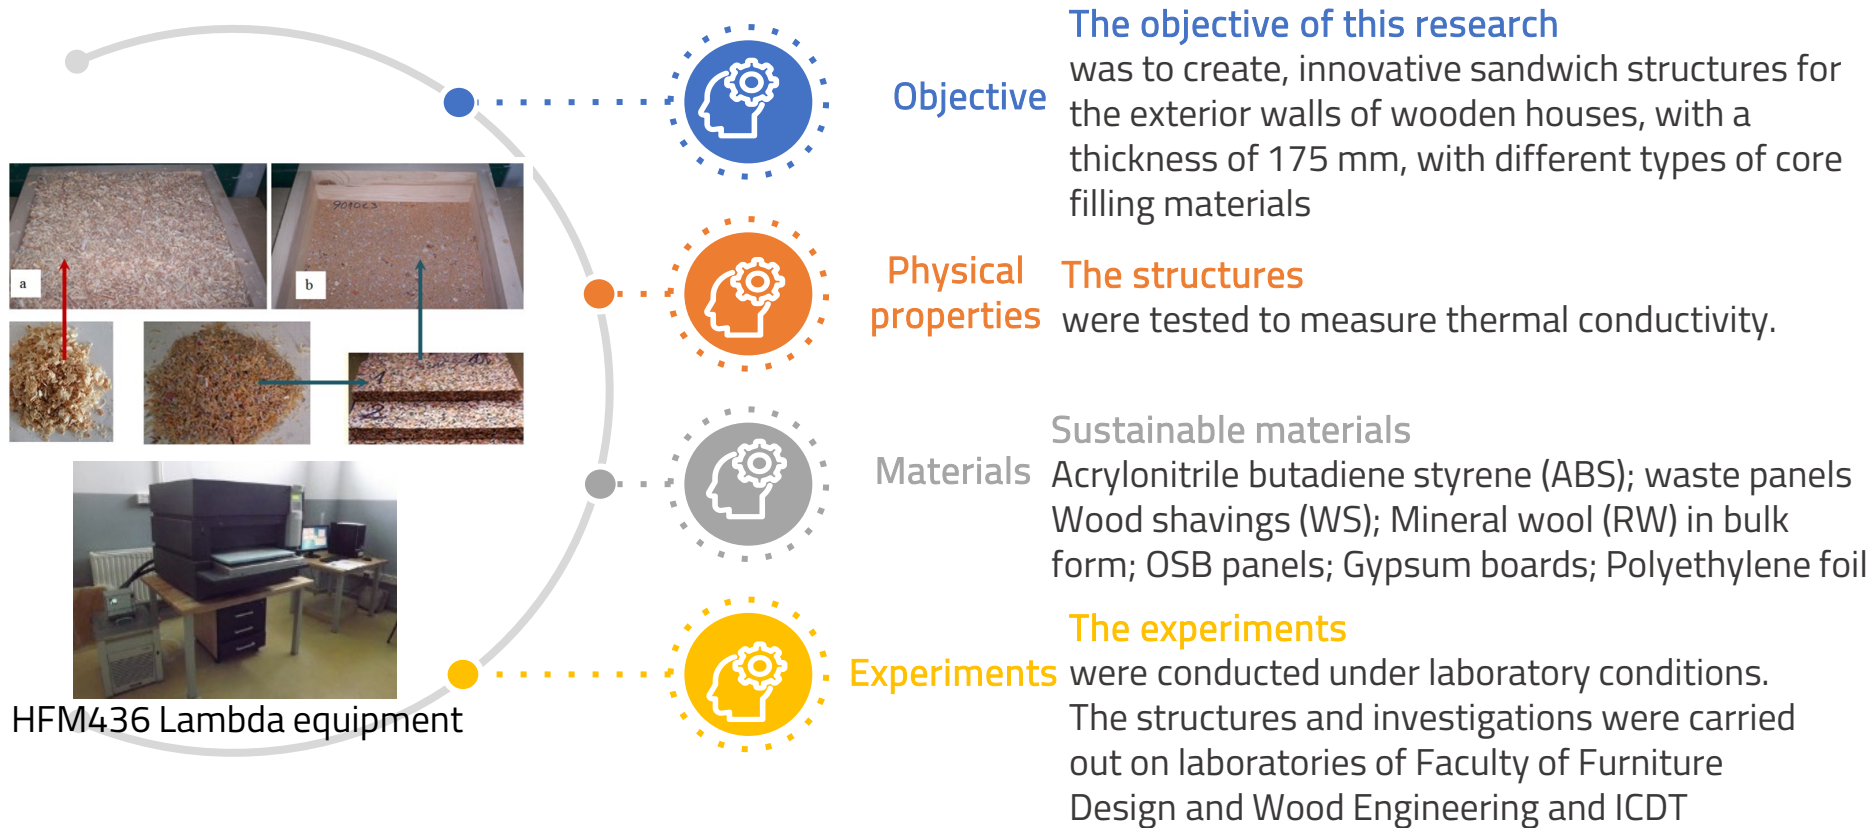 Objective
The objective of this research
was to create, innovative sandwich structures for
the exterior walls of wooden houses, with a
thickness of 175 mm, with different types of core
filling materials
a
b
Physical
properties
The structures
were tested to measure thermal conductivity.
Materials
Sustainable materials
Acrylonitrile butadiene styrene (ABS); waste panels
Wood shavings (WS); Mineral wool (RW) in bulk
form; OSB panels; Gypsum boards; Polyethylene foil
HFM436 Lambda equipment
Experiments
The experiments
were conducted under laboratory conditions.
The structures and investigations were carried
out on laboratories of Faculty of Furniture
Design and Wood Engineering and ICDT